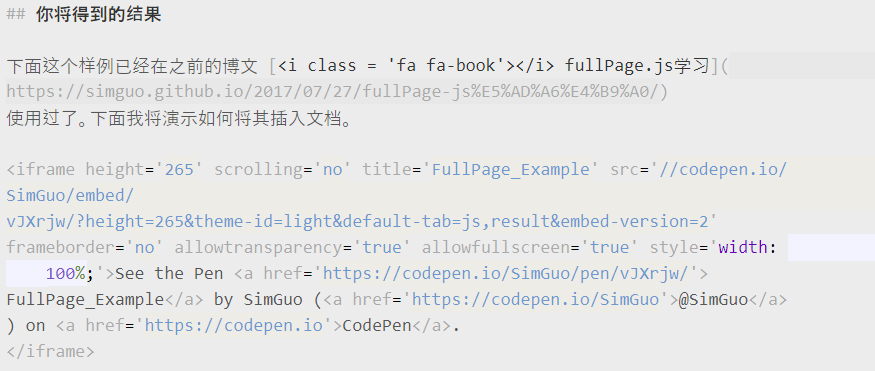 ## 你将得到的结果
下面这个样例已经在之前的博文 [<i class = 'fa fa-book'></i> fullPage.js学习](
https://simguo.github.io/2017/07/27/fullPage-js%E5%AD%A6%E4%B9%A0/)
使用过了。下面我将演示如何将其插入文档。
<iframe height='265' scrolling='no' title='FullPage_Example' src='//codepen.io/
SimGuo/embed/
vJXrjw/?height=265&theme-id=light&default-tab=js,result&embed-version=2'
frameborder='no' allowtransparency='true' allowfullscreen='true' style='width:
100%;'>See the Pen <a href='https://codepen.io/SimGuo/pen/vJXrjw/'>
FullPage_Example</a> by SimGuo (<a href='https://codepen.io/SimGuo'>@SimGuo</a>
) on <a href='https://codepen.io'>CodePen</a>.
</iframe>